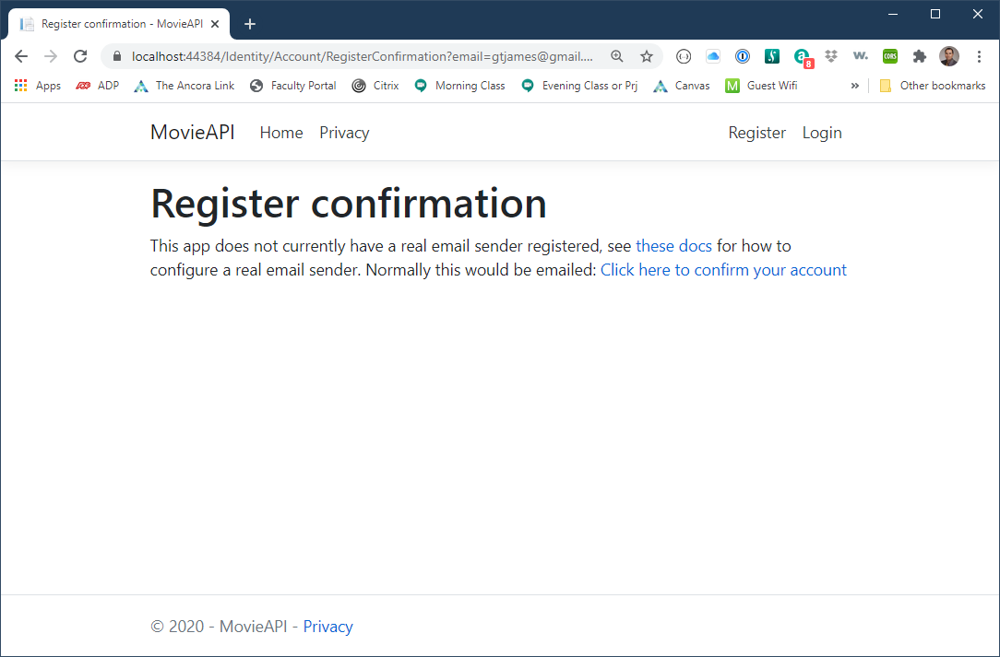 Register confirmation - MovieAPI
localhost:44384/Identity/Account/RegisterConfirmation?email=gtjames@gmail....
8
CORS
Apps
ADP
The Ancora Link
Faculty Portal
Citrix
Morning Class
Evening Class or Prj
Canvas
M
Guest Wifi
»
Other bookmarks
MovieAPI
Home
Privacy
Register
Login
Register confirmation
This app does not currently have a real email sender registered, see these docs for how to
configure a real email sender. Normally this would be emailed: Click here to confirm your account
© 2020 - MovieAPI - Privacy